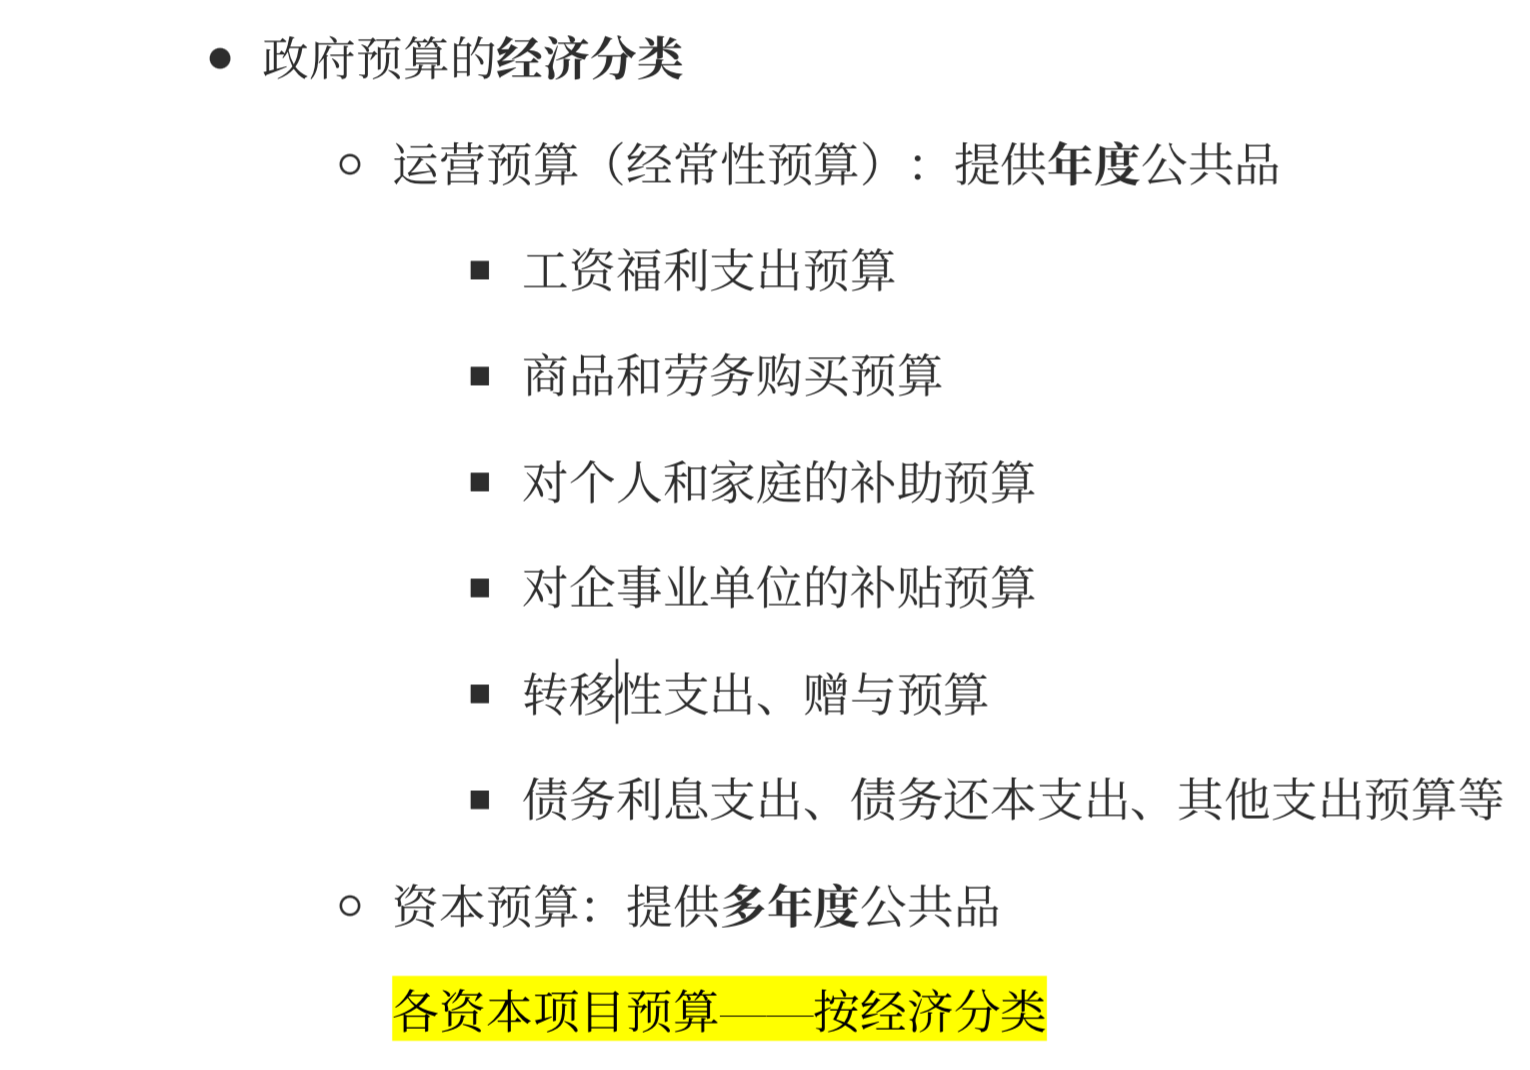 政府预算的经济分类
运营预算（经常性预算）：提供年度公共品
工资福利支出预算
商品和劳务购买预算
对个人和家庭的补助预算
对企事业单位的补贴预算
转移性支出、赠与预算
债务利息支出、债务还本支出、其他支出预算等
资本预算：提供多年度公共品
各资本项目预算——按经济分类